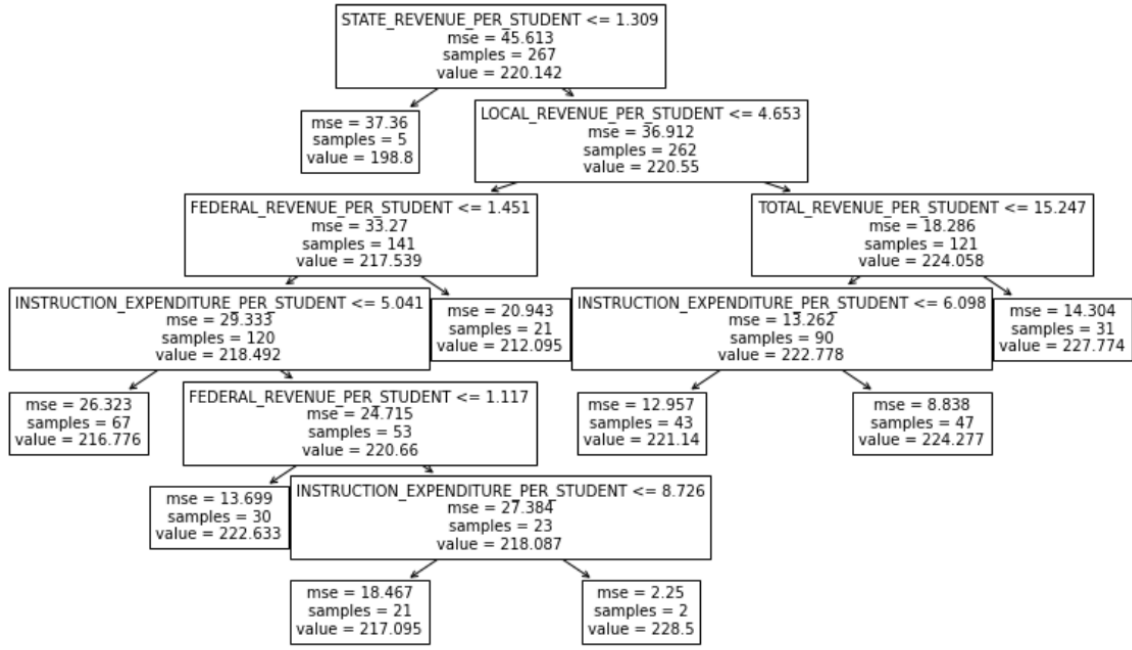 STATE_REVENUE_PER_STUDENT <= 1.309
mse = 45.613
samples = 267
value = 220.142
mse = 37.36
samples = 5
value = 198.8
LOCAL_REVENUE_PER_STUDENT <= 4.653
mse = 36.912
samples = 262
value = 220.55
FEDERAL_REVENUE_PER_STUDENT <= 1.451
mse = 33.27
samples = 141
value = 217.539
TOTAL_REVENUE_PER_STUDENT <= 15.247
mse = 18.286
samples = 121
value = 224.058
INSTRUCTION_EXPENDITURE_PER_STUDENT <= 5.041
mse = 29.333
samples = 120
value = 218.492
mse = 20.943
samples = 21
value = 212.095
INSTRUCTION_EXPENDITURE_PER_STUDENT <= 6.098
mse = 13.262
samples = 90
value = 222.778
mse = 14.304
samples = 31
value = 227.774
mse = 26.323
samples = 67
value = 216.776
FEDERAL_REVENUE_PER_STUDENT <= 1.117
mse = 24.715
samples = 53
value = 220.66
mse = 12.957
samples = 43
value = 221.14
mse = 8.838
samples = 47
value = 224.277
mse = 13.699
samples = 30
value = 222.633
INSTRUCTION_EXPENDITURE_PER_STUDENT <= 8.726
mse = 27.384
samples = 23
value = 218.087
mse = 18.467
samples = 21
value = 217.095
mse = 2.25
samples = 2
value = 228.5